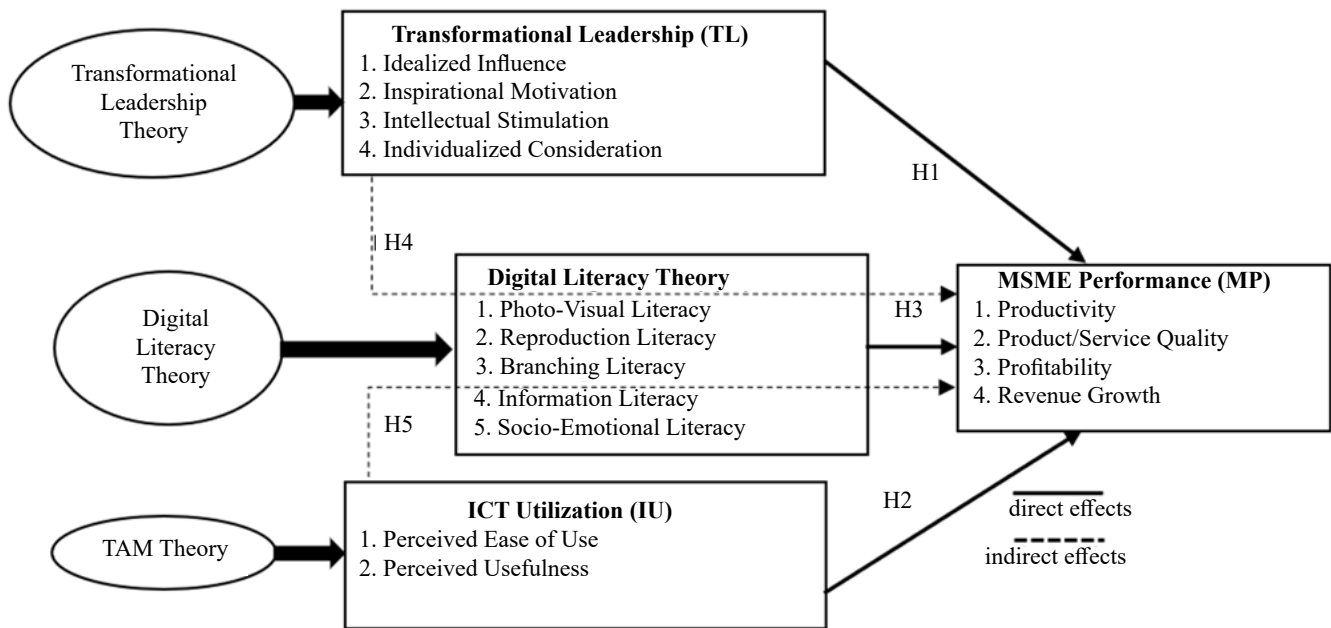 Transformational
Leadership
Theory
Transformational Leadership (TL)
1. Idealized Influence
2. Inspirational Motivation
3. Intellectual Stimulation
4. Individualized Consideration
H1
H4
Digital
Literacy
Theory
Digital Literacy Theory
1. Photo-Visual Literacy
2. Reproduction Literacy
3. Branching Literacy
4. Information Literacy
5. Socio-Emotional Literacy
H3
MSME Performance (MP)
1. Productivity
2. Product/Service Quality
3. Profitability
4. Revenue Growth
H5
TAM Theory
ICT Utilization (IU)
1. Perceived Ease of Use
2. Perceived Usefulness
H2
direct effects
indirect effects